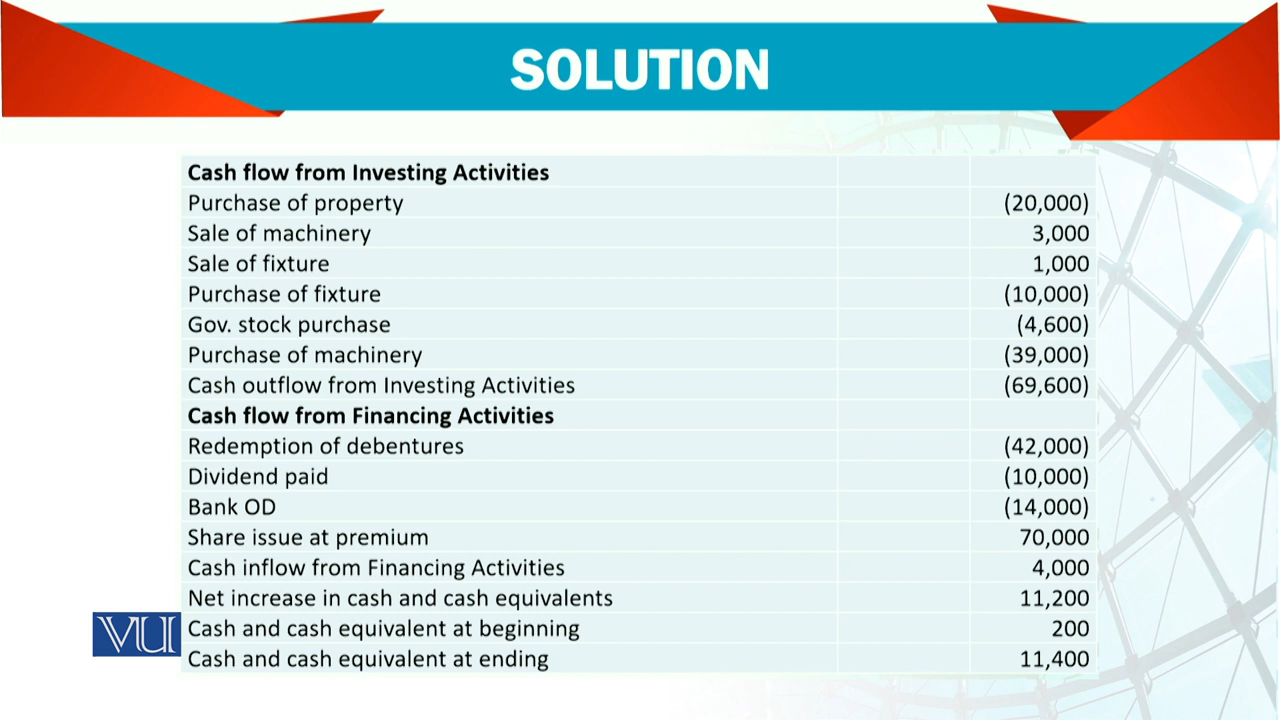 SOLUTION
Cash flow from Investing Activities
Purchase of property (20,000)
Sale of machinery 3,000
Sale of fixture 1,000
Purchase of fixture (10,000)
Gov. stock purchase (4,600)
Purchase of machinery (39,000)
Cash outflow from Investing Activities (69,600)
Cash flow from Financing Activities
Redemption of debentures (42,000)
Dividend paid (10,000)
Bank OD (14,000)
Share issue at premium 70,000
Cash inflow from Financing Activities 4,000
Net increase in cash and cash equivalents 11,200
VU Cash and cash equivalent at beginning 200
Cash and cash equivalent at ending 11,400